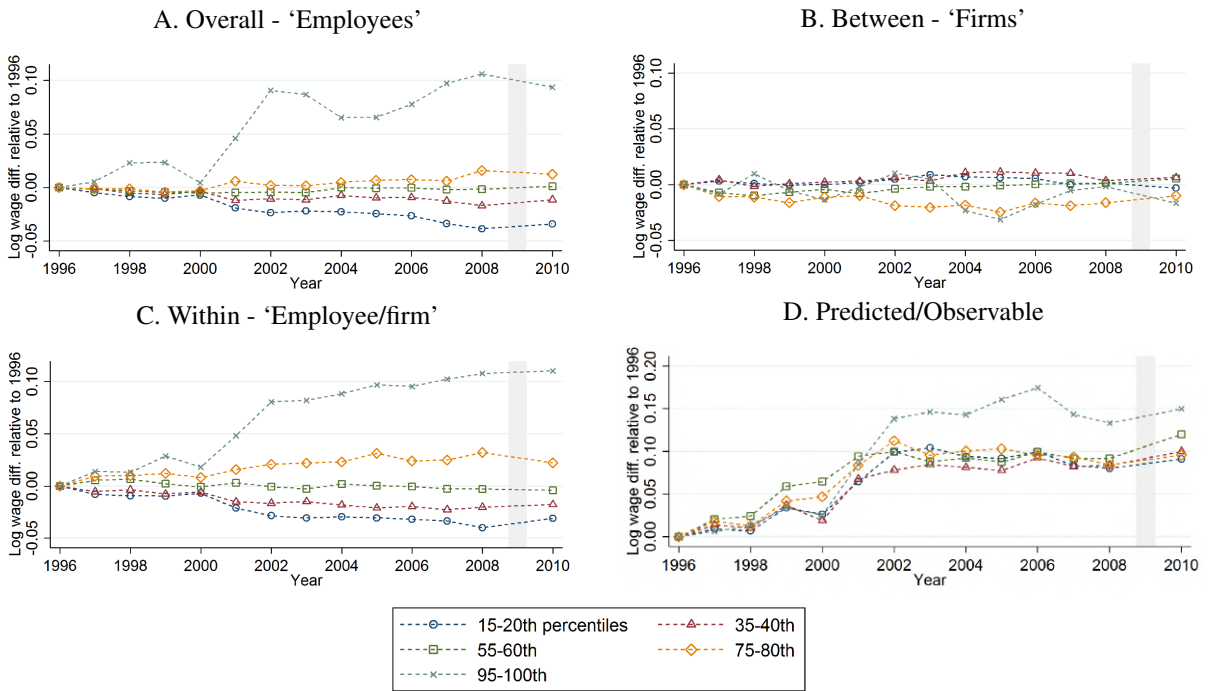 A. Overall - ‘Employees’
Log wage diff. relative to 1996
0.10
0.05
0.00
-0.05
1996 1998 2000 2002 2004 2006 2008 2010
Year
B. Between - ‘Firms’
Log wage diff. relative to 1996
0.10
0.05
0.00
-0.05
1996 1998 2000 2002 2004 2006 2008 2010
Year
C. Within - ‘Employee/firm’
Log wage diff. relative to 1996
0.10
0.05
0.00
-0.05
1996 1998 2000 2002 2004 2006 2008 2010
Year
D. Predicted/Observable
Log wage diff. relative to 1996
0.20
0.15
0.10
0.05
0.00
1996 1998 2000 2002 2004 2006 2008 2010
Year
15-20th percentiles 35-40th
55-60th 75-80th
95-100th